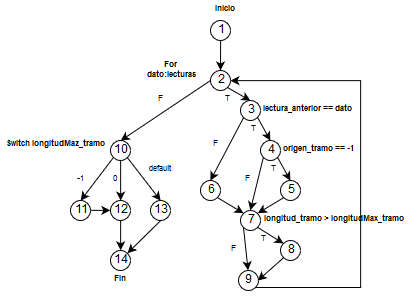 Inicio
1
For
dato:lecturas
2
F
T
3
lectura_anterior == dato
Switch longitudMaz_tramo
F
T
10
4
origen_tramo == -1
-1
0
default
F
T
6
5
11
12
13
7
longitud_tramo > longitudMax_tramo
F
T
8
14
Fin
9